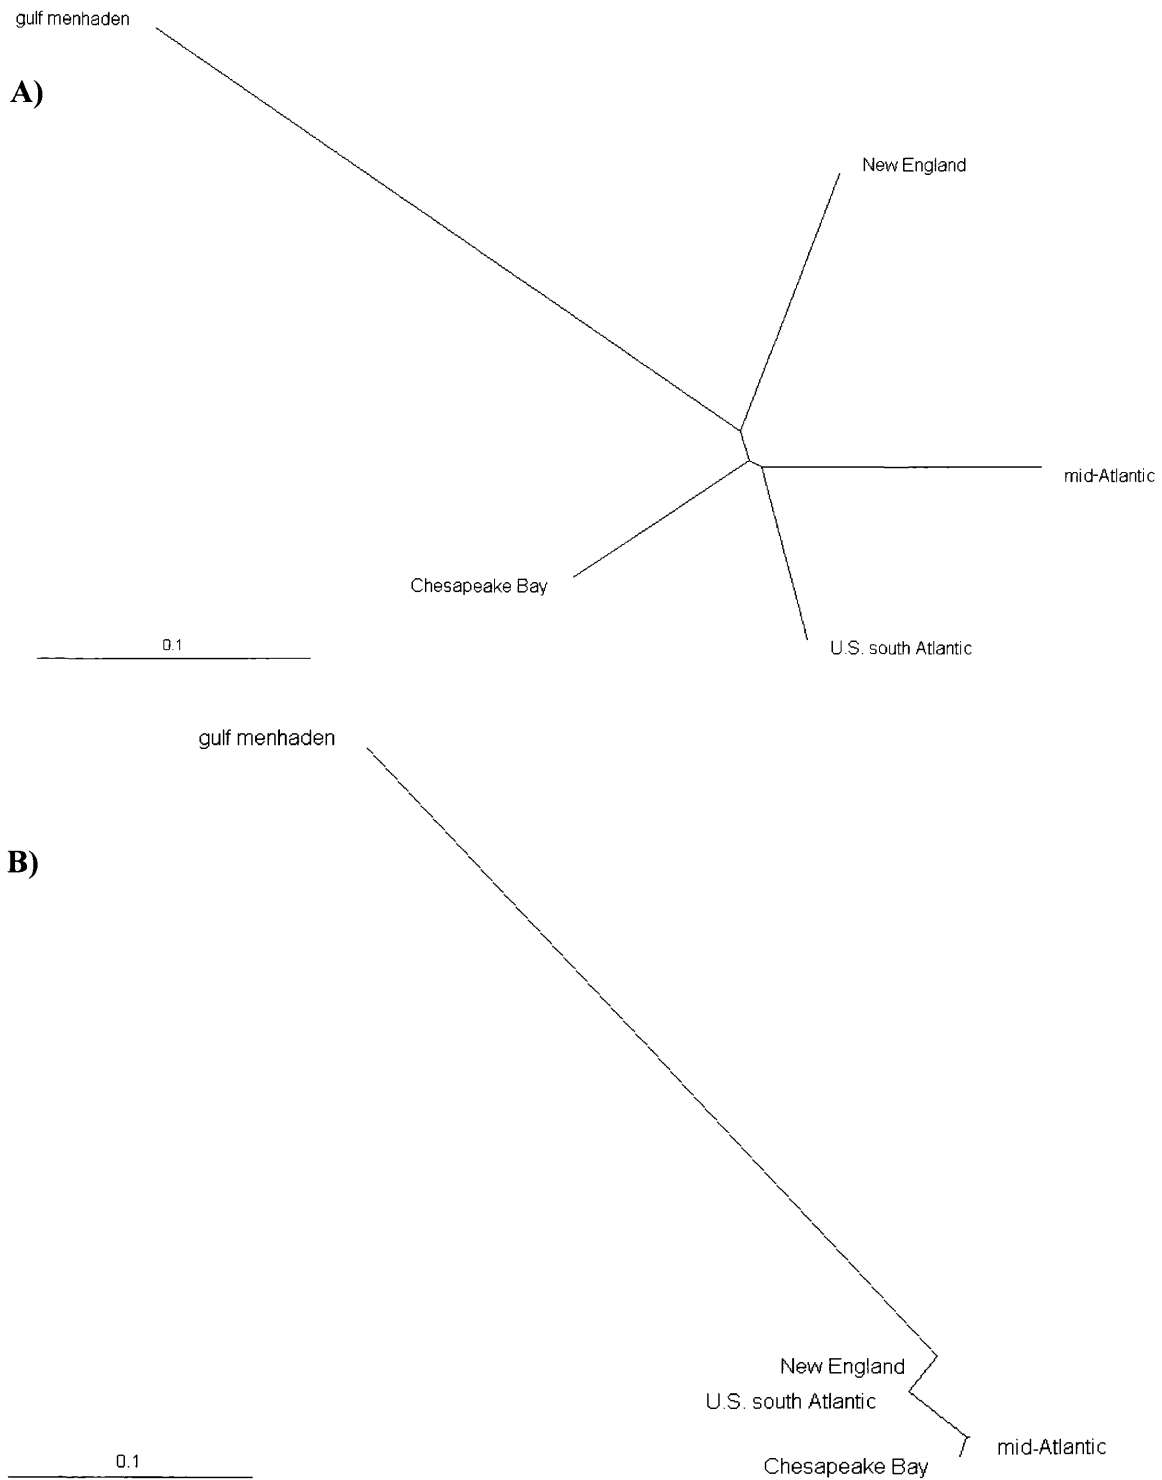 gulf menhaden
A)
New England
mid-Atlantic
Chesapeake Bay
U.S. south Atlantic
0.1
gulf menhaden
B)
New England
U.S. south Atlantic
mid-Atlantic
Chesapeake Bay
0.1